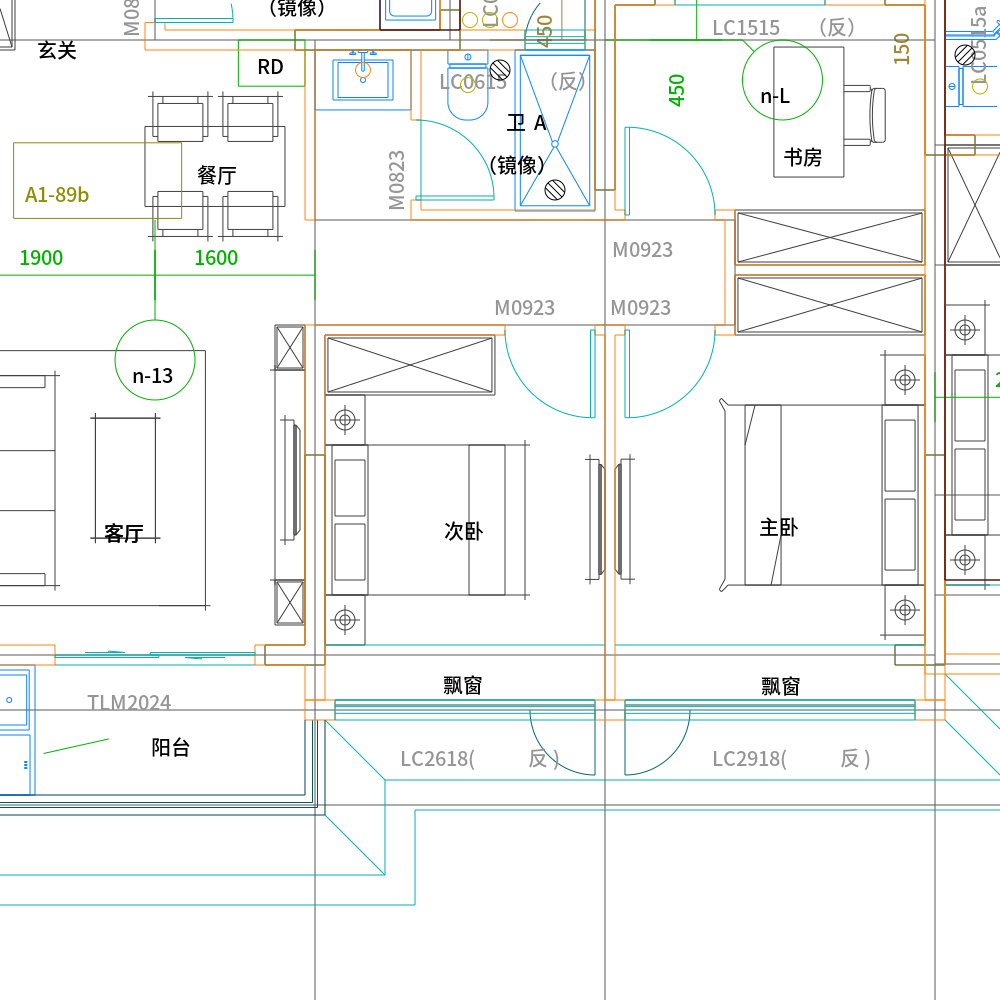 (镜像)
M08
LC0
450
LC1515 (反)
LC0515a
玄关
RD
LC0615 (反)
450
150
n-L
卫 A
(镜像)
书房
M0823
餐厅
A1-89b
1900
1600
M0923
M0923
M0923
n-13
客厅
次卧
主卧
飘窗
飘窗
TLM2024
阳台
LC2618( 反 )
LC2918( 反 )